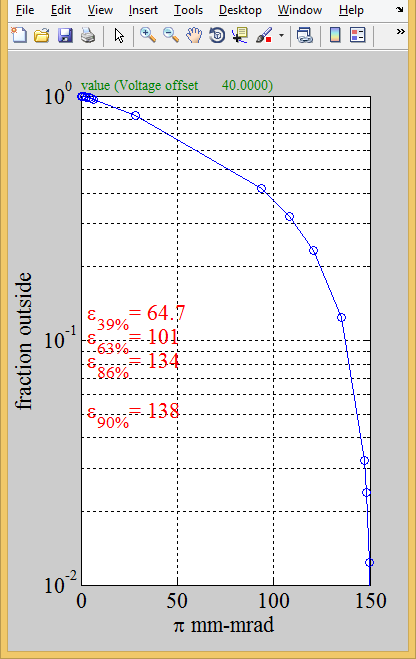 File Edit View Insert Tools Desktop Window Help
value (Voltage offset 40.0000)
10^0
ε39% = 64.7
10^-1
ε63% = 101
ε86% = 134
ε90% = 138
10^-2
fraction outside
0 50 100 150
π mm-mrad